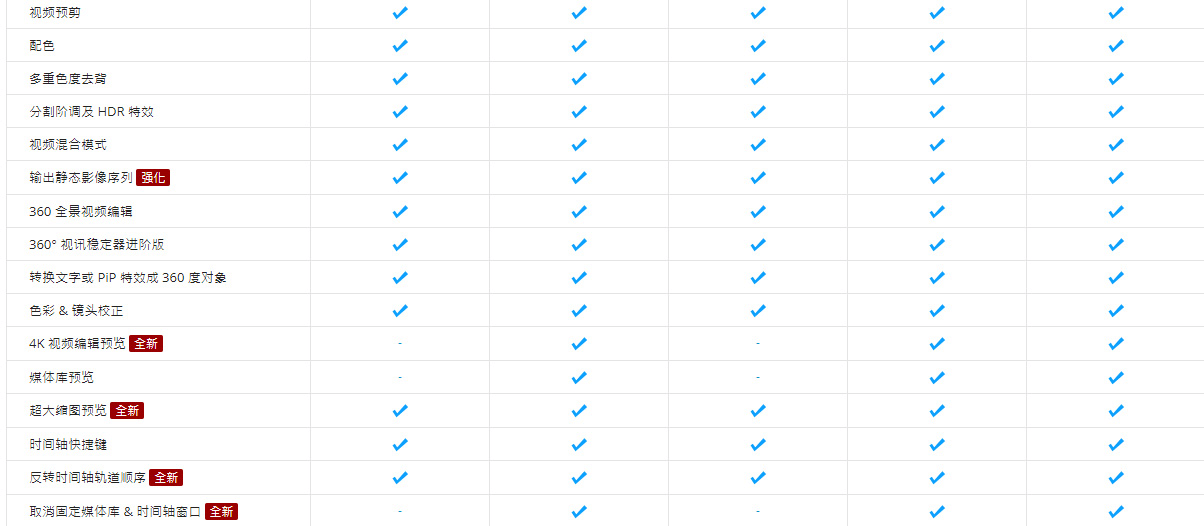 视频预剪
配色
多重色度去背
分割阶调及 HDR 特效
视频混合模式
输出静态影像序列 强化
360 全景视频编辑
360° 视讯稳定器进阶版
转换文字或 PiP 特效成 360 度对象
色彩 & 镜头校正
4K 视频编辑预览 全新 - -
媒体库预览 - -
超大缩图预览 全新
时间轴快捷键
反转时间轴轨道顺序 全新
取消固定媒体库 & 时间轴窗口 全新 - -